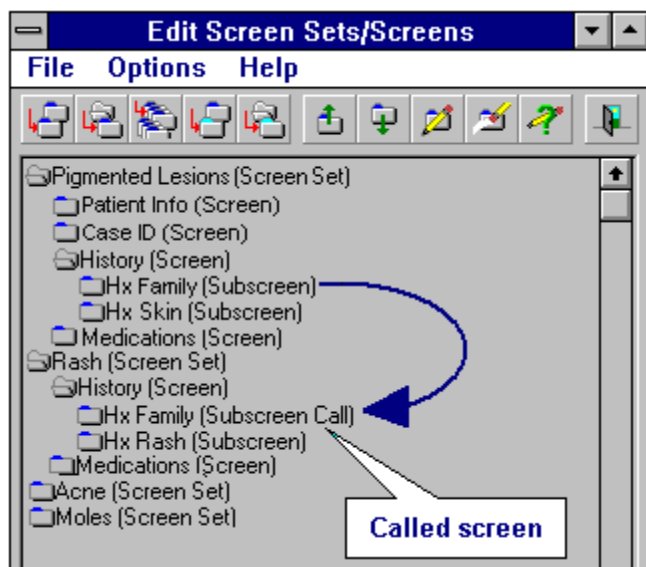 Edit Screen Sets/Screens
File Options Help
Pigmented Lesions (Screen Set)
Patient Info (Screen)
Case ID (Screen)
History (Screen)
Hx Family (Subscreen)
Hx Skin (Subscreen)
Medications (Screen)
Rash (Screen Set)
History (Screen)
Hx Family (Subscreen Call)
Hx Rash (Subscreen)
Medications (Screen)
Acne (Screen Set)
Moles (Screen Set)
Called screen